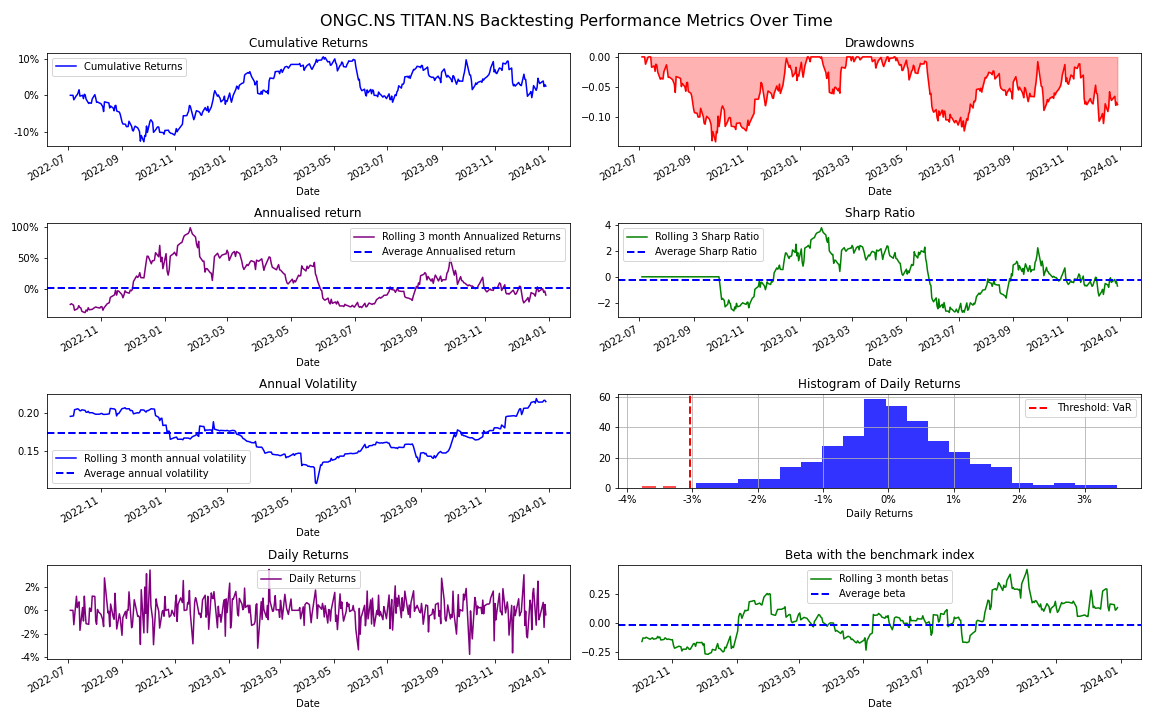 ONGC.NS TITAN.NS Backtesting Performance Metrics Over Time
Cumulative Returns
Cumulative Returns
10%
0%
-10%
2022-07 2022-09 2022-11 2023-01 2023-03 2023-05 2023-07 2023-09 2023-11 2024-01
Date
Drawdowns
0.00
−0.05
−0.10
2022-07 2022-09 2022-11 2023-01 2023-03 2023-05 2023-07 2023-09 2023-11 2024-01
Date
Annualised return
Rolling 3 month Annualized Returns
Average Annualised return
100%
50%
0%
2022-11 2023-01 2023-03 2023-05 2023-07 2023-09 2023-11 2024-01
Date
Sharp Ratio
Rolling 3 Sharp Ratio
Average Sharp Ratio
4
2
0
−2
2022-07 2022-09 2022-11 2023-01 2023-03 2023-05 2023-07 2023-09 2023-11 2024-01
Date
Annual Volatility
0.20
0.15
Rolling 3 month annual volatility
Average annual volatility
2022-11 2023-01 2023-03 2023-05 2023-07 2023-09 2023-11 2024-01
Date
Histogram of Daily Returns
Threshold: VaR
60
40
20
0
-4% -3% -2% -1% 0% 1% 2% 3%
Daily Returns
Daily Returns
Daily Returns
2%
0%
-2%
-4%
2022-07 2022-09 2022-11 2023-01 2023-03 2023-05 2023-07 2023-09 2023-11 2024-01
Date
Beta with the benchmark index
Rolling 3 month betas
Average beta
0.25
0.00
−0.25
2022-11 2023-01 2023-03 2023-05 2023-07 2023-09 2023-11 2024-01
Date